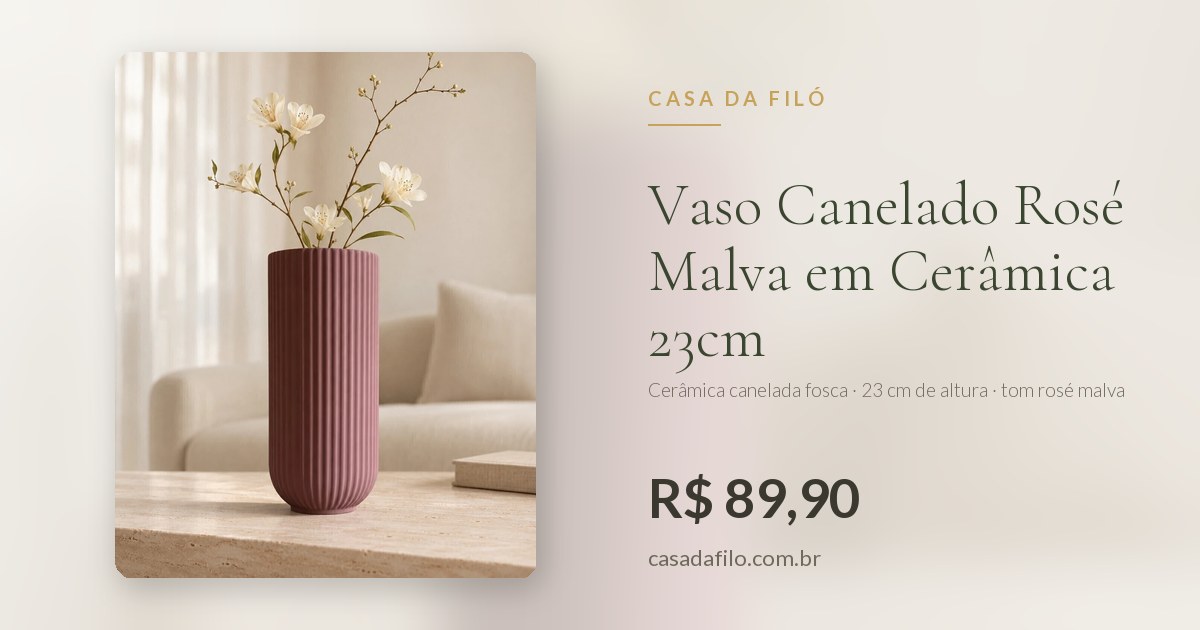 CASA DA FILÓ
Vaso Canelado Rosé
Malva em Cerâmica
23cm
Cerâmica canelada fosca · 23 cm de altura · tom rosé malva
R$ 89,90
casadafilo.com.br